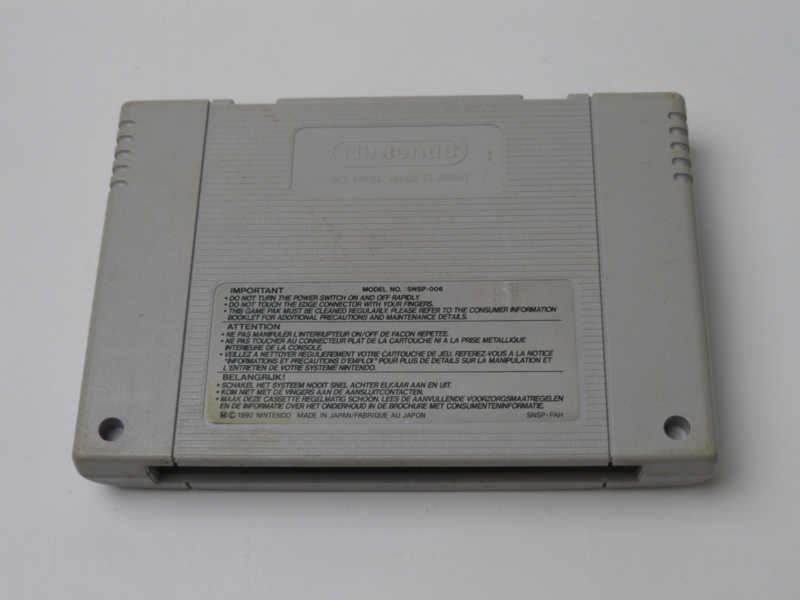 Nintendo
PAT. PEND. MADE IN JAPAN
IMPORTANT MODEL NO. : SNSP-006
• DO NOT TURN THE POWER SWITCH ON AND OFF RAPIDLY.
• DO NOT TOUCH THE EDGE CONNECTOR WITH YOUR FINGERS.
• THIS GAME PAK MUST BE CLEANED REGULARLY. PLEASE REFER TO THE CONSUMER INFORMATION
BOOKLET FOR ADDITIONAL PRECAUTIONS AND MAINTENANCE DETAILS.
ATTENTION
• NE PAS MANIPULER L'INTERRUPTEUR ON/OFF DE FACON REPETEE.
• NE PAS TOUCHER AU CONNECTEUR PLAT DE LA CARTOUCHE NI A LA PRISE METALLIQUE
INTERIEURE DE LA CONSOLE.
• VEILLEZ A NETTOYER REGULIEREMENT VOTRE CARTOUCHE DE JEU. REFEREZ-VOUS A LA NOTICE
"INFORMATIONS ET PRECAUTIONS D'EMPLOI" POUR PLUS DE DETAILS SUR LA MANIPULATION ET
L'ENTRETIEN DE VOTRE SYSTEME NINTENDO.
BELANGRIJK!
• SCHAKEL HET SYSTEEM NOOIT SNEL ACHTER ELKAAR AAN EN UIT.
• KOM NIET MET DE VINGERS AAN DE AANSLUITCONTACTEN.
• MAAK DEZE CASSETTE REGELMATIG SCHOON. LEES DE AANVULLENDE VOORZORGSMAATREGELEN
EN DE INFORMATIE OVER HET ONDERHOUD IN DE BROCHURE MET CONSUMENTENINFORMATIE.
Ⓜ © 1992 NINTENDO MADE IN JAPAN/FABRIQUE AU JAPON SNSP-FAH